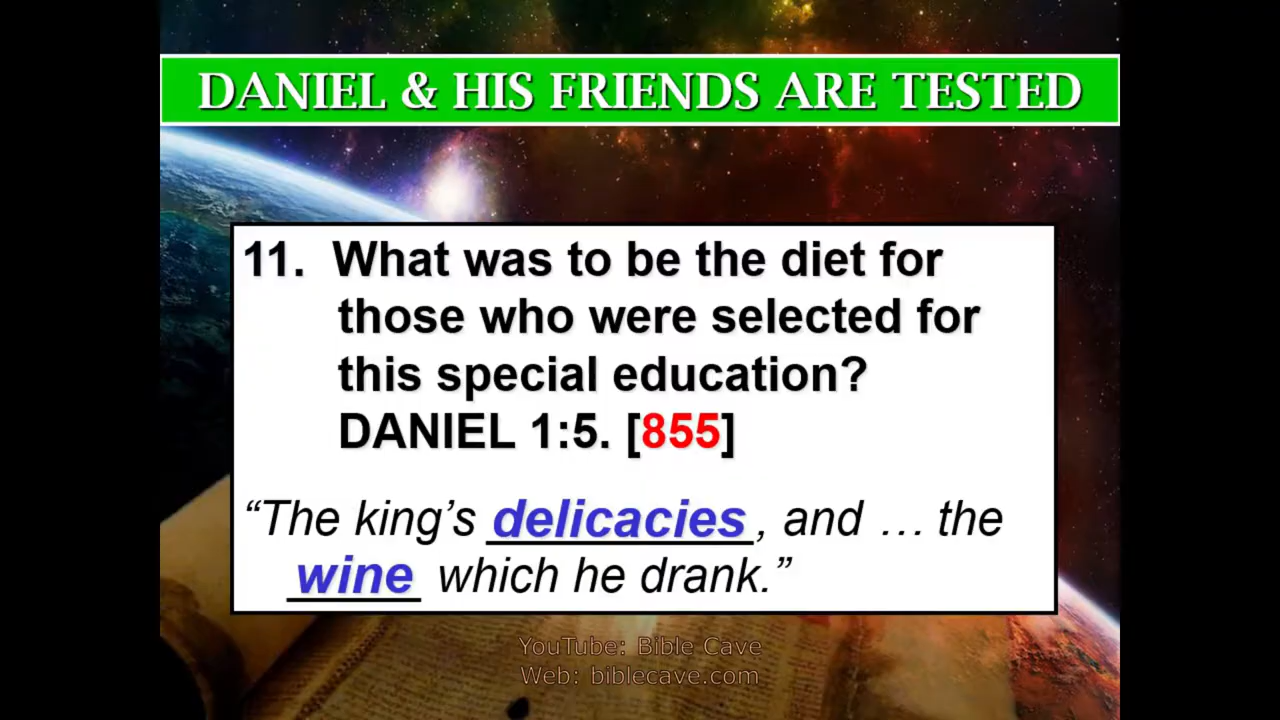 DANIEL & HIS FRIENDS ARE TESTED
11. What was to be the diet for
those who were selected for
this special education?
DANIEL 1:5. [855]
“The king’s delicacies, and … the
wine which he drank.”
YouTube: Bible Cave
Web: biblecave.com